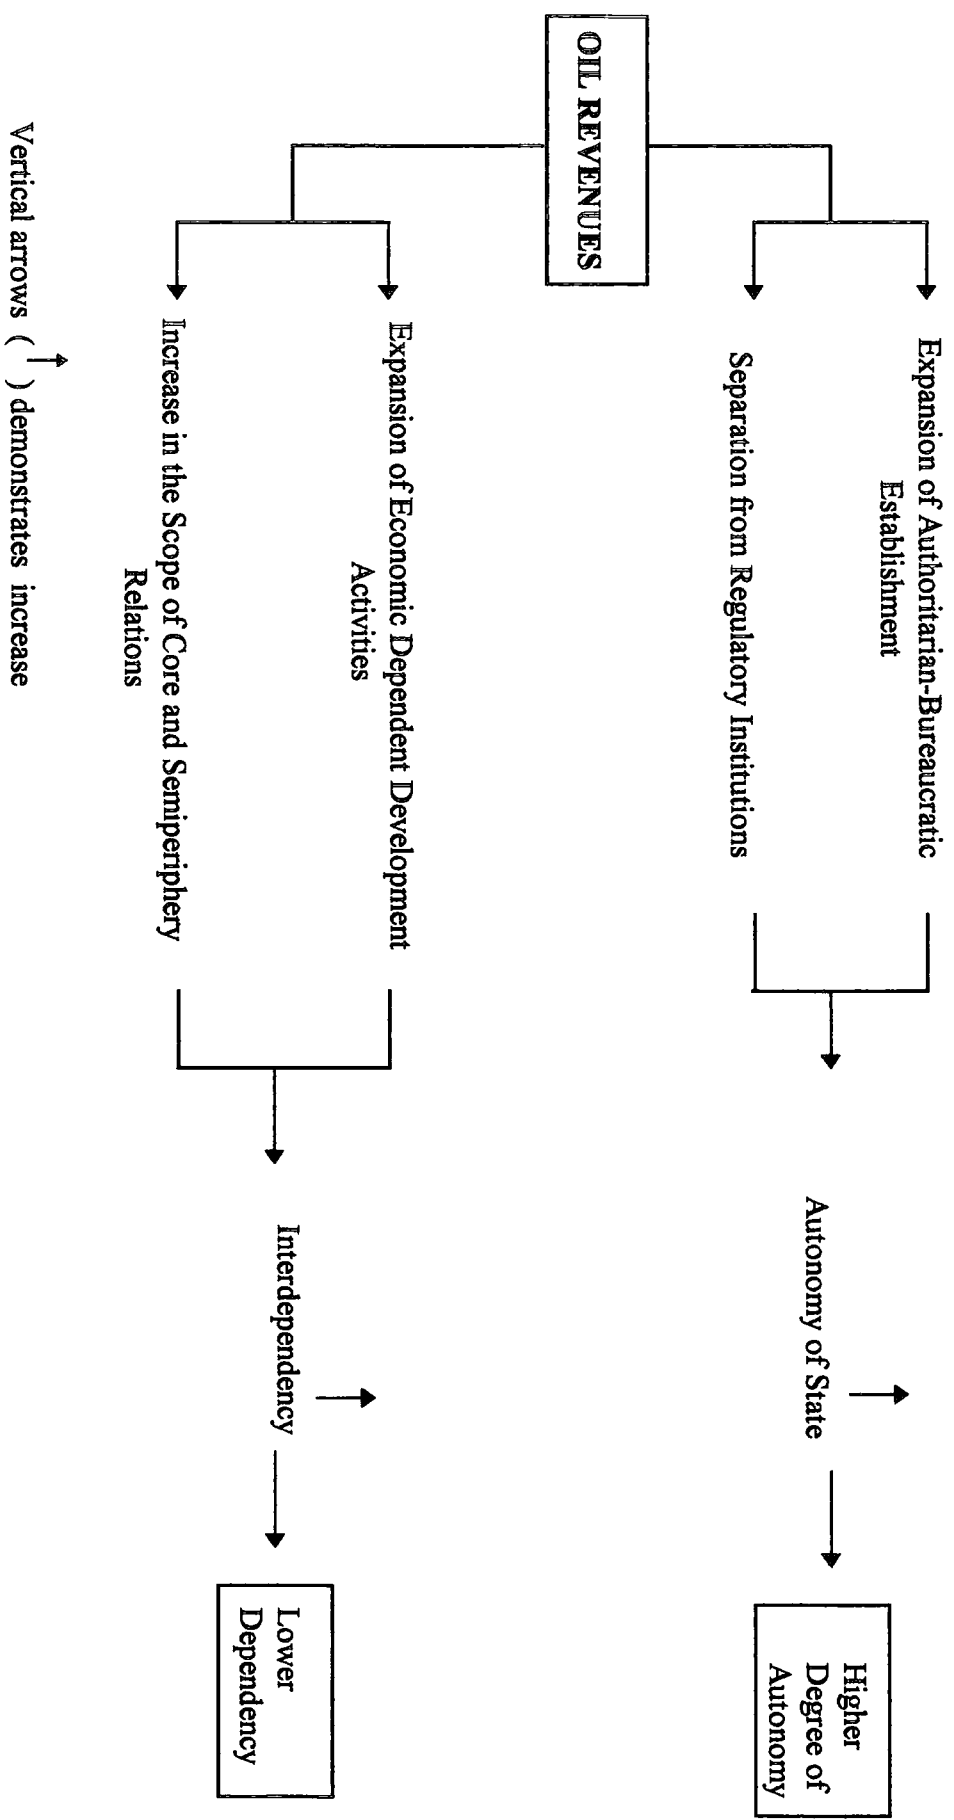 OIL REVENUES
Expansion of Authoritarian-Bureaucratic
Establishment
Separation from Regulatory Institutions
Autonomy of State
Higher
Degree of
Autonomy
Expansion of Economic Dependent Development
Activities
Increase in the Scope of Core and Semiperiphery
Relations
Interdependency
Lower
Dependency
Vertical arrows ( ↑ ) demonstrates increase